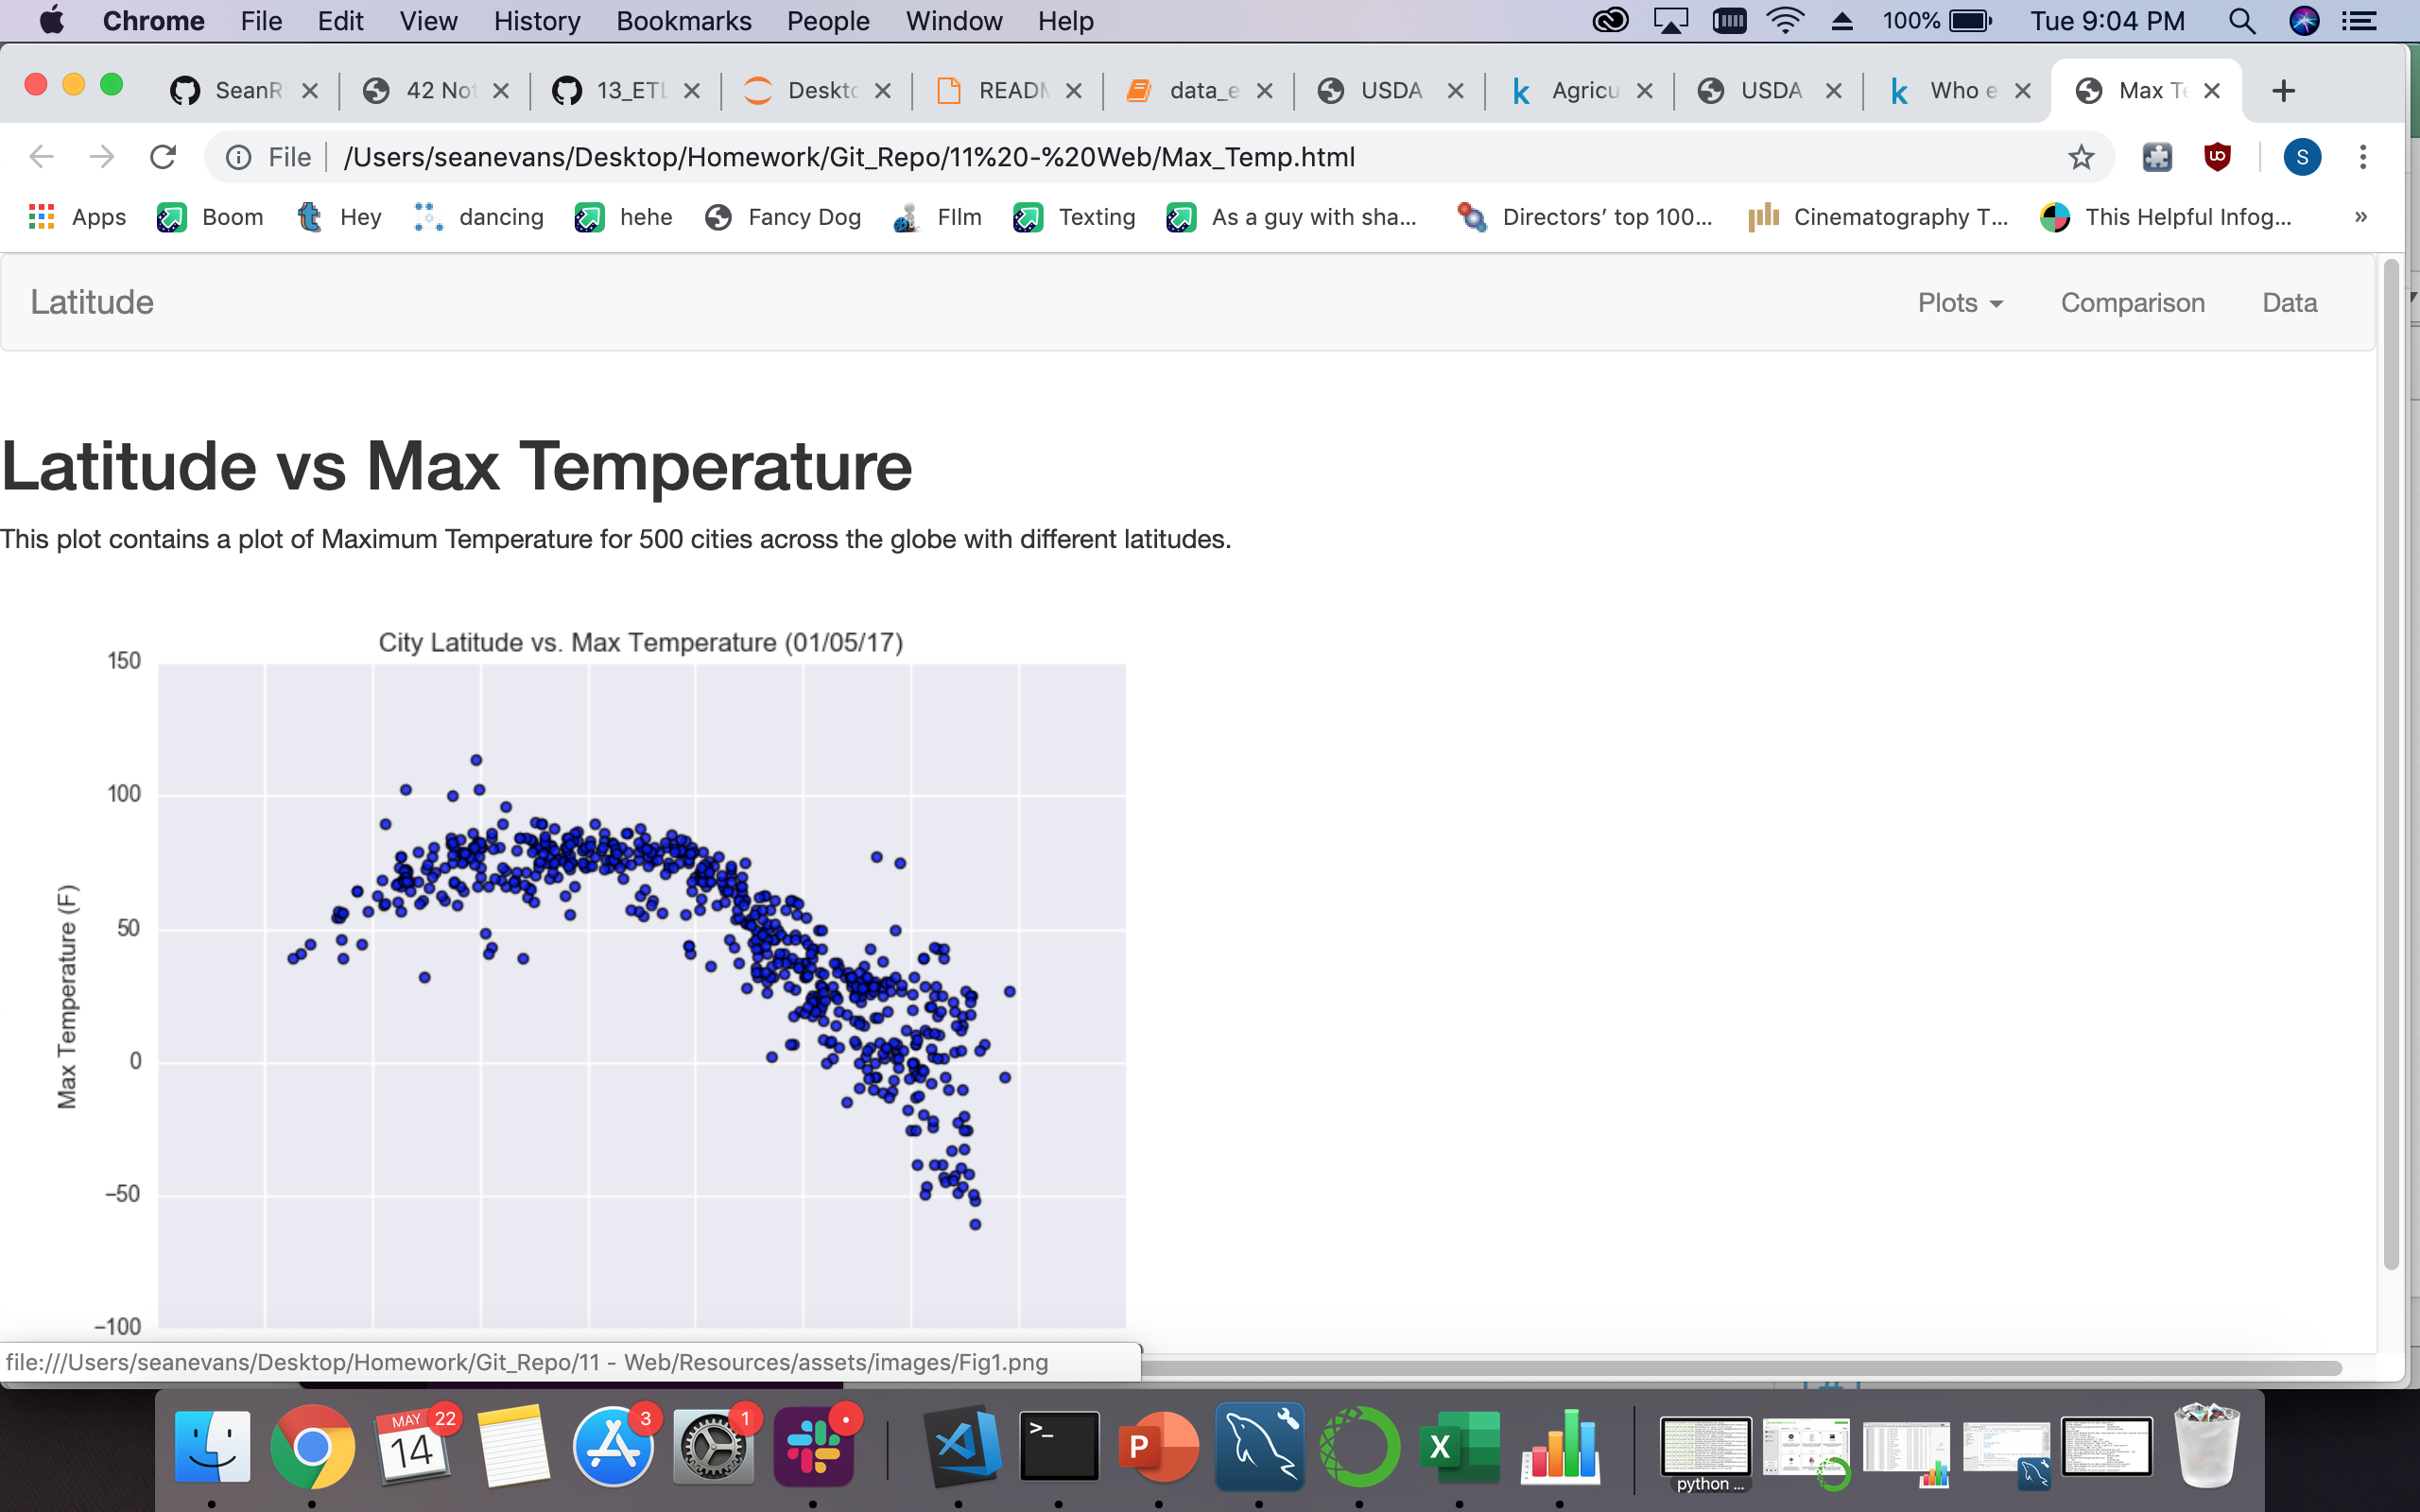 Chrome File Edit View History Bookmarks People Window Help 100% Tue 9:04 PM
SeanR 42 Not 13_ETL Deskto READM data_e USDA Agricu USDA Who e Max Te
File /Users/seanevans/Desktop/Homework/Git_Repo/11%20-%20Web/Max_Temp.html S
Apps Boom Hey dancing hehe Fancy Dog FIlm Texting As a guy with sha... Directors’ top 100... Cinematography T... This Helpful Infog... »
Latitude Plots Comparison Data
Latitude vs Max Temperature
This plot contains a plot of Maximum Temperature for 500 cities across the globe with different latitudes.
City Latitude vs. Max Temperature (01/05/17)
150
100
50
0
−50
−100
Max Temperature (F)
file:///Users/seanevans/Desktop/Homework/Git_Repo/11 - Web/Resources/assets/images/Fig1.png
MAY 22 3 1
14 >_ P X
python ...